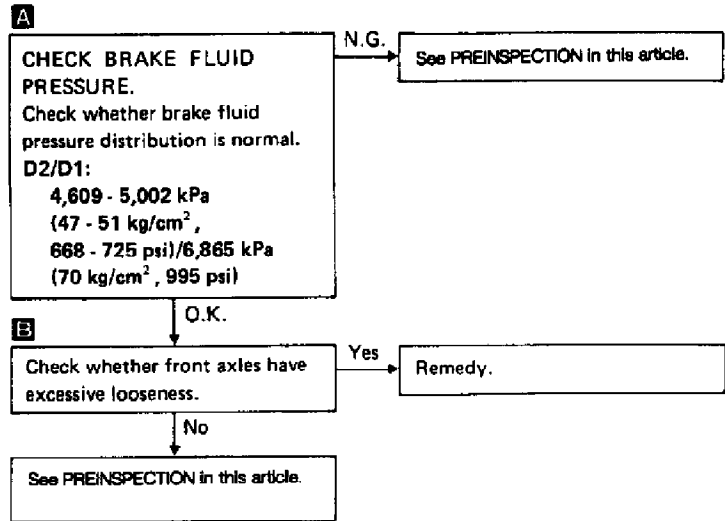 A
CHECK BRAKE FLUID
PRESSURE.
Check whether brake fluid
pressure distribution is normal.
D2/D1:
4,609 - 5,002 kPa
(47 - 51 kg/cm²,
668 - 725 psi)/6,865 kPa
(70 kg/cm², 995 psi)
N.G.
See PREINSPECTION in this article.
O.K.
B
Check whether front axles have
excessive looseness.
Yes
Remedy.
No
See PREINSPECTION in this article.